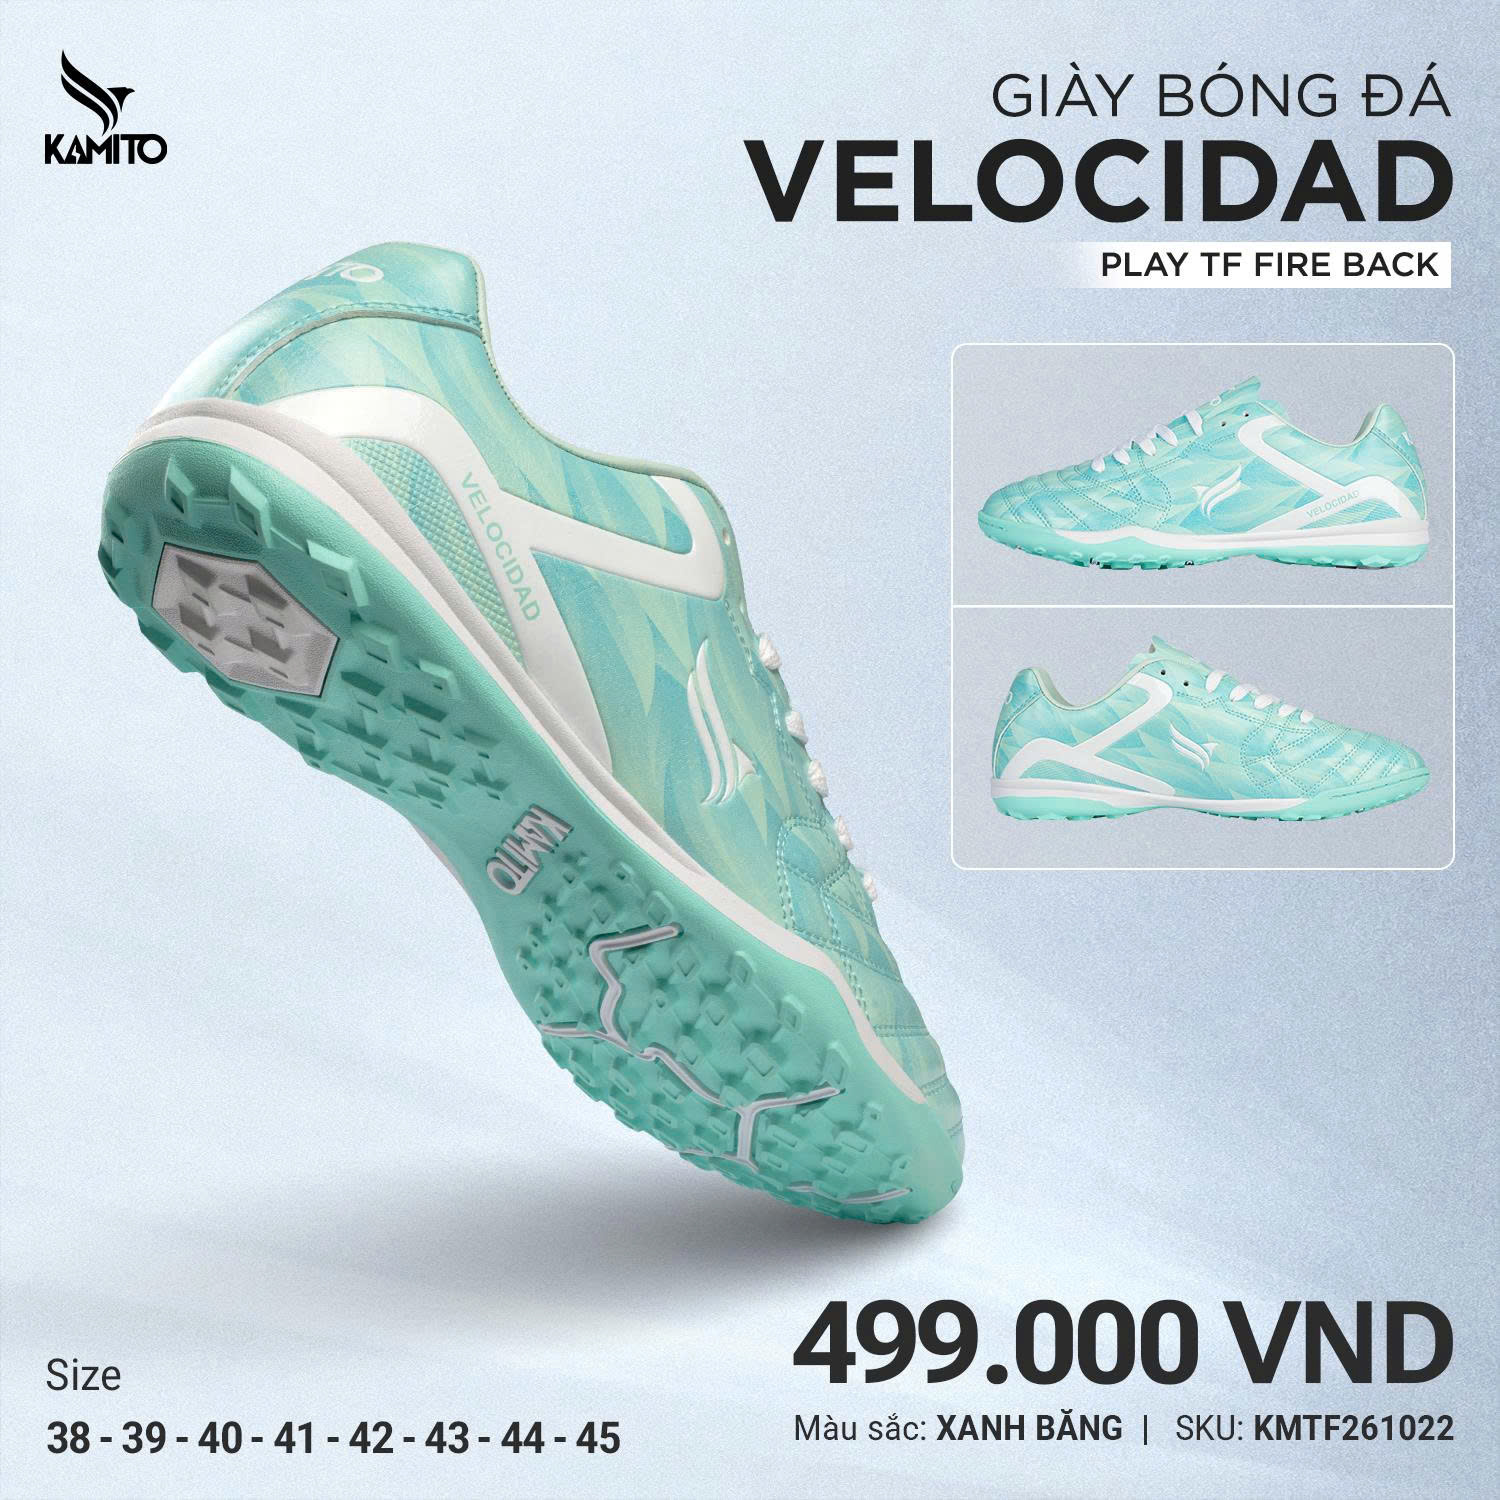 KAMITO
GIÀY BÓNG ĐÁ
VELOCIDAD
PLAY TF FIRE BACK
VELOCIDAD
KAMITO
VELOCIDAD
499.000 VND
Size
38 - 39 - 40 - 41 - 42 - 43 - 44 - 45
Màu sắc: XANH BĂNG | SKU: KMTF261022